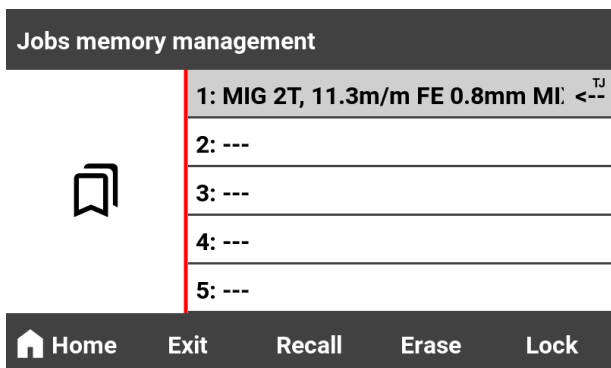 Jobs memory management
TJ
1: MIG 2T, 11.3m/m FE 0.8mm <--
2: ---
3: ---
4: ---
5: ---
Home Exit Recall Erase Lock